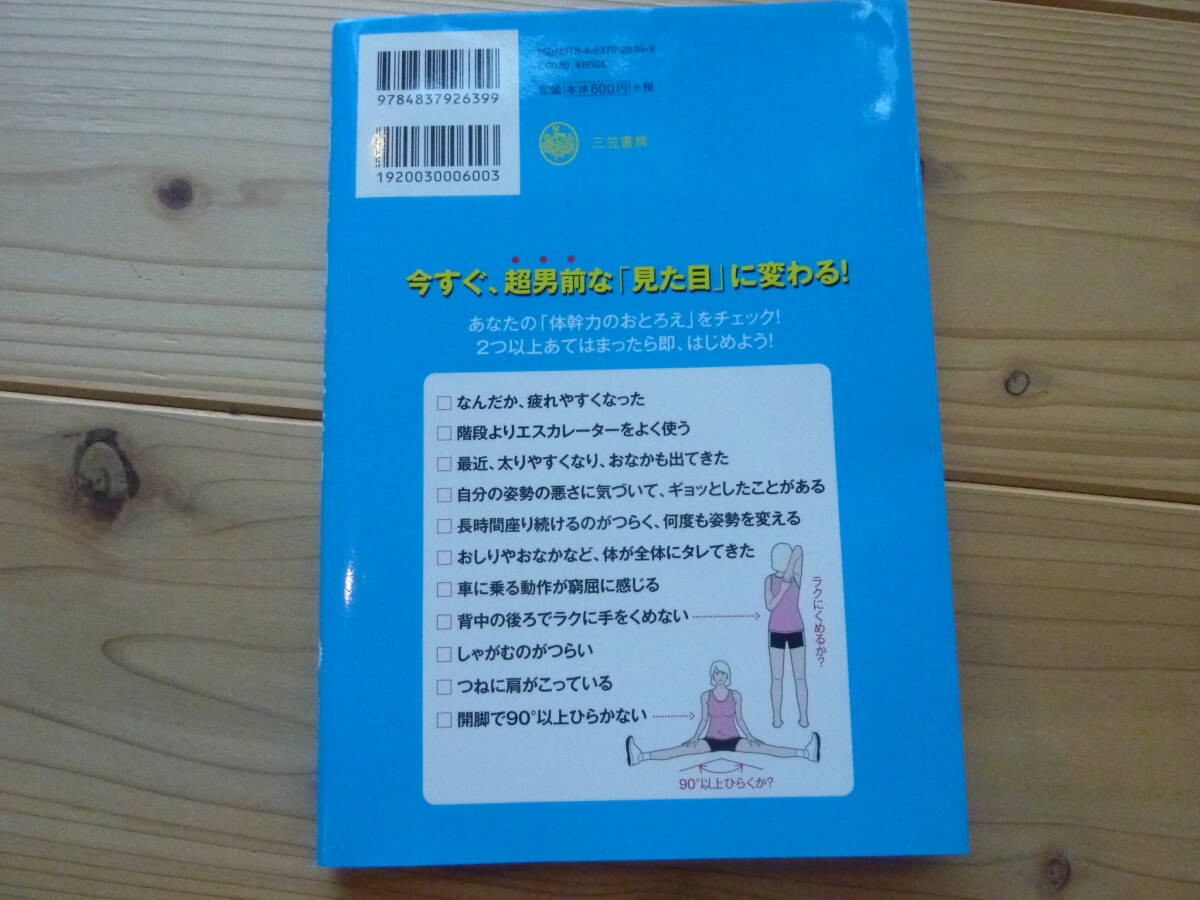 ISBN978-4-8379-2639-9
C0030 ¥600E
定価 本体600円 +税
9784837926399
1920030006003
三笠書房
今すぐ、超男前な「見た目」に変わる!
あなたの「体幹力のおとろえ」をチェック!
2つ以上あてはまったら即、はじめよう!
なんだか、疲れやすくなった
階段よりエスカレーターをよく使う
最近、太りやすくなり、おなかも出てきた
自分の姿勢の悪さに気づいて、ギョッとしたことがある
長時間座り続けるのがつらく、何度も姿勢を変える
おしりやおなかなど、体が全体にタレてきた
車に乗る動作が窮屈に感じる
背中の後ろでラクに手をくめない
ラクにくめるか?
しゃがむのがつらい
つねに肩がこっている
開脚で90°以上ひらかない
90°以上ひらくか?